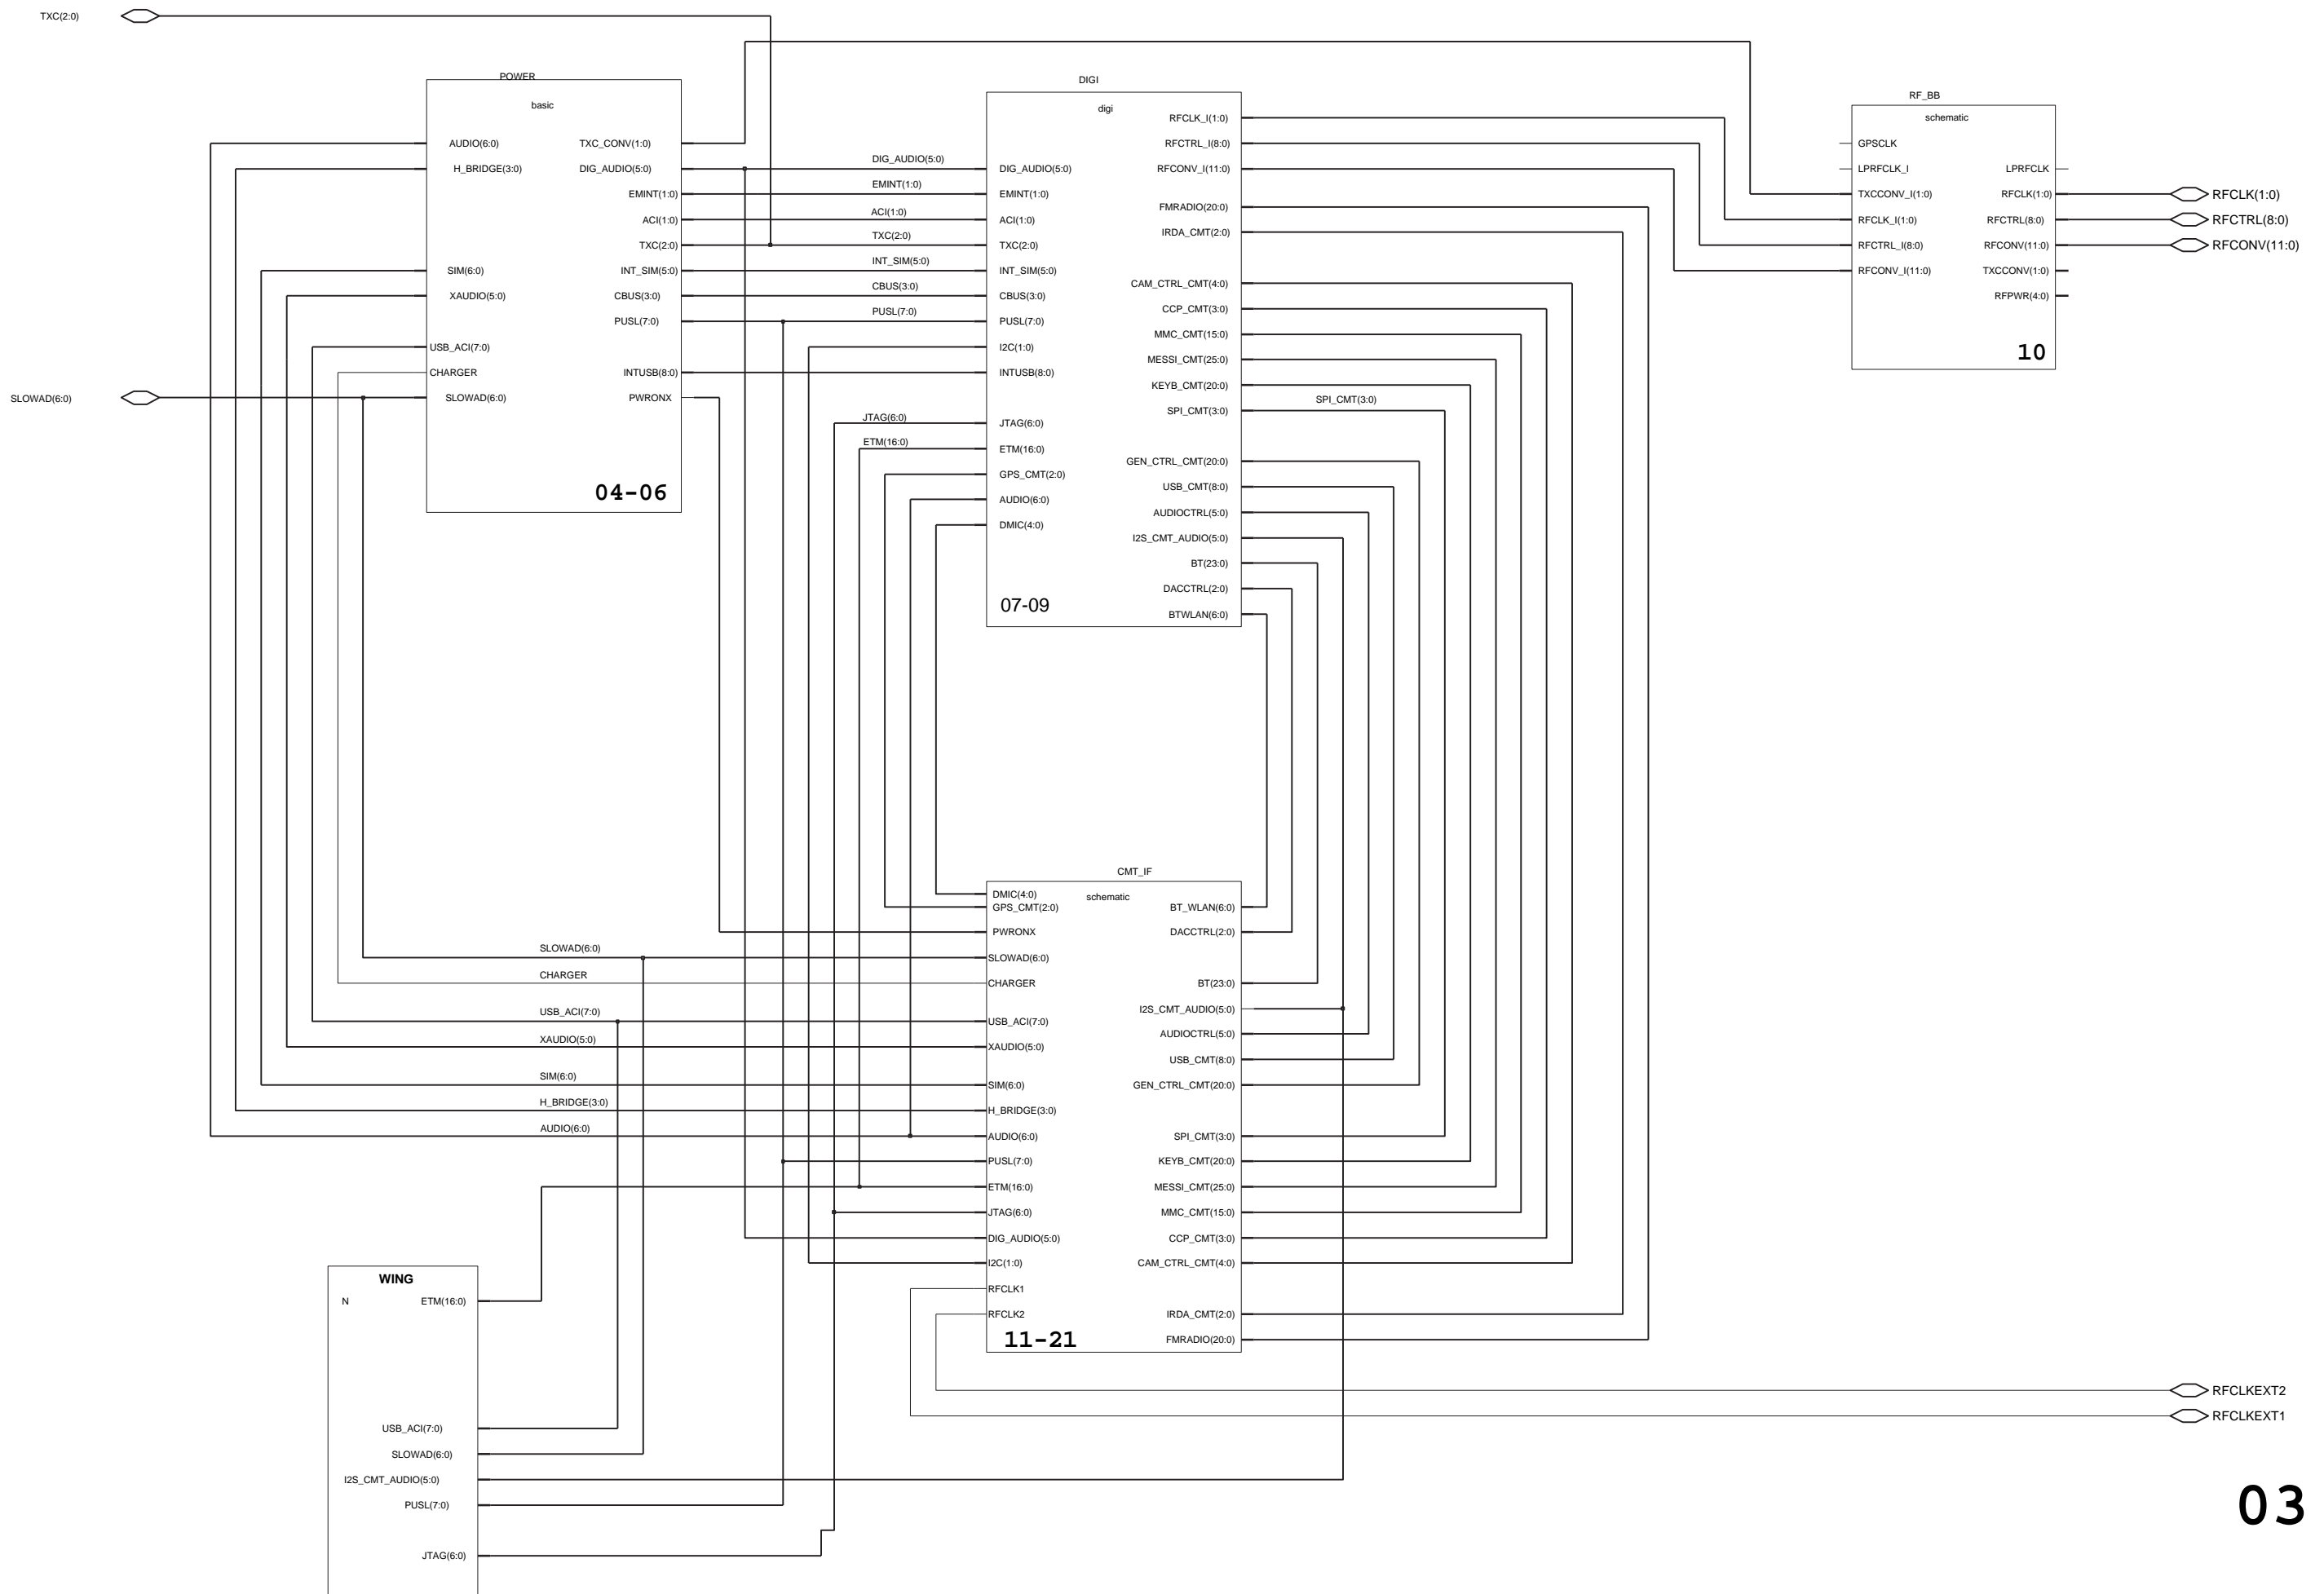 TXC(2:0)
SLOWAD(6:0)
POWER
basic
AUDIO(6:0)
H_BRIDGE(3:0)
SIM(6:0)
XAUDIO(5:0)
USB_ACI(7:0)
CHARGER
SLOWAD(6:0)
TXC_CONV(1:0)
DIG_AUDIO(5:0)
EMINT(1:0)
ACI(1:0)
TXC(2:0)
INT_SIM(5:0)
CBUS(3:0)
PUSL(7:0)
INTUSB(8:0)
PWRONX
04-06
DIG_AUDIO(5:0)
EMINT(1:0)
ACI(1:0)
TXC(2:0)
INT_SIM(5:0)
CBUS(3:0)
PUSL(7:0)
JTAG(6:0)
ETM(16:0)
DIGI
digi
DIG_AUDIO(5:0)
EMINT(1:0)
ACI(1:0)
TXC(2:0)
INT_SIM(5:0)
CBUS(3:0)
PUSL(7:0)
I2C(1:0)
INTUSB(8:0)
JTAG(6:0)
ETM(16:0)
GPS_CMT(2:0)
AUDIO(6:0)
DMIC(4:0)
RFCLK_I(1:0)
RFCTRL_I(8:0)
RFCONV_I(11:0)
FMRADIO(20:0)
IRDA_CMT(2:0)
CAM_CTRL_CMT(4:0)
CCP_CMT(3:0)
MMC_CMT(15:0)
MESSI_CMT(25:0)
KEYB_CMT(20:0)
SPI_CMT(3:0)
GEN_CTRL_CMT(20:0)
USB_CMT(8:0)
AUDIOCTRL(5:0)
I2S_CMT_AUDIO(5:0)
BT(23:0)
DACCTRL(2:0)
BTWLAN(6:0)
07-09
SPI_CMT(3:0)
RF_BB
schematic
GPSCLK
LPRFCLK_I
TXCCONV_I(1:0)
RFCLK_I(1:0)
RFCTRL_I(8:0)
RFCONV_I(11:0)
LPRFCLK
RFCLK(1:0)
RFCTRL(8:0)
RFCONV(11:0)
TXCCONV(1:0)
RFPWR(4:0)
10
RFCLK(1:0)
RFCTRL(8:0)
RFCONV(11:0)
SLOWAD(6:0)
CHARGER
USB_ACI(7:0)
XAUDIO(5:0)
SIM(6:0)
H_BRIDGE(3:0)
AUDIO(6:0)
CMT_IF
schematic
DMIC(4:0)
GPS_CMT(2:0)
PWRONX
SLOWAD(6:0)
CHARGER
USB_ACI(7:0)
XAUDIO(5:0)
SIM(6:0)
H_BRIDGE(3:0)
AUDIO(6:0)
PUSL(7:0)
ETM(16:0)
JTAG(6:0)
DIG_AUDIO(5:0)
I2C(1:0)
RFCLK1
RFCLK2
BT_WLAN(6:0)
DACCTRL(2:0)
BT(23:0)
I2S_CMT_AUDIO(5:0)
AUDIOCTRL(5:0)
USB_CMT(8:0)
GEN_CTRL_CMT(20:0)
SPI_CMT(3:0)
KEYB_CMT(20:0)
MESSI_CMT(25:0)
MMC_CMT(15:0)
CCP_CMT(3:0)
CAM_CTRL_CMT(4:0)
IRDA_CMT(2:0)
FMRADIO(20:0)
11-21
WING
N
ETM(16:0)
USB_ACI(7:0)
SLOWAD(6:0)
I2S_CMT_AUDIO(5:0)
PUSL(7:0)
JTAG(6:0)
RFCLKEXT2
RFCLKEXT1
03